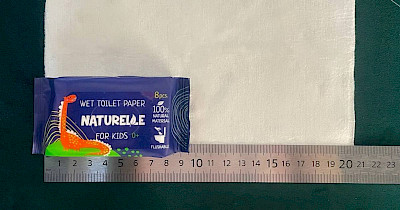 8pcs
WET TOILET PAPER
100%
NATURAL
MATERIAL
NATURELLE
FOR KIDS 0+
FLUSHABLE
1 2 3 4 5 6 7 8 9 10 11 12 13 14 15 16 17 18 19 20 21 22 23